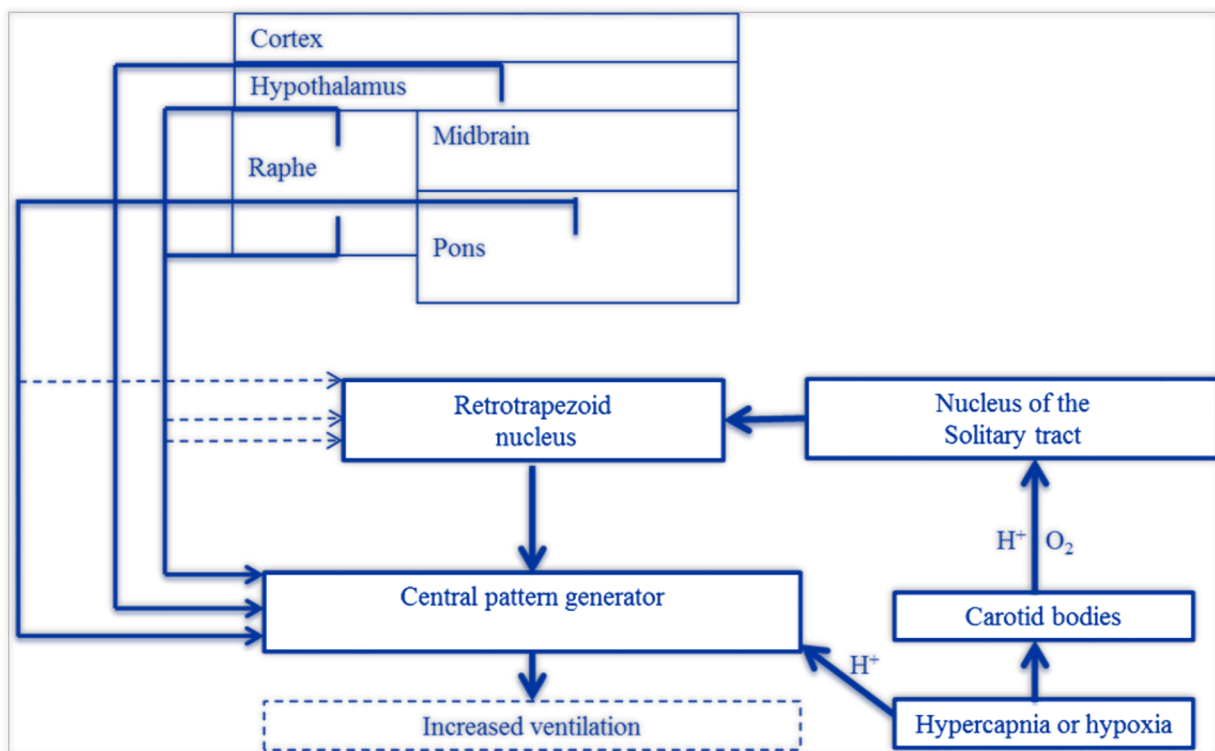 Cortex
Hypothalamus
Midbrain
Raphe
Pons
Retrotrapezoid
nucleus
Nucleus of the
Solitary tract
H⁺ O₂
Central pattern generator
Carotid bodies
H⁺
Increased ventilation
Hypercapnia or hypoxia